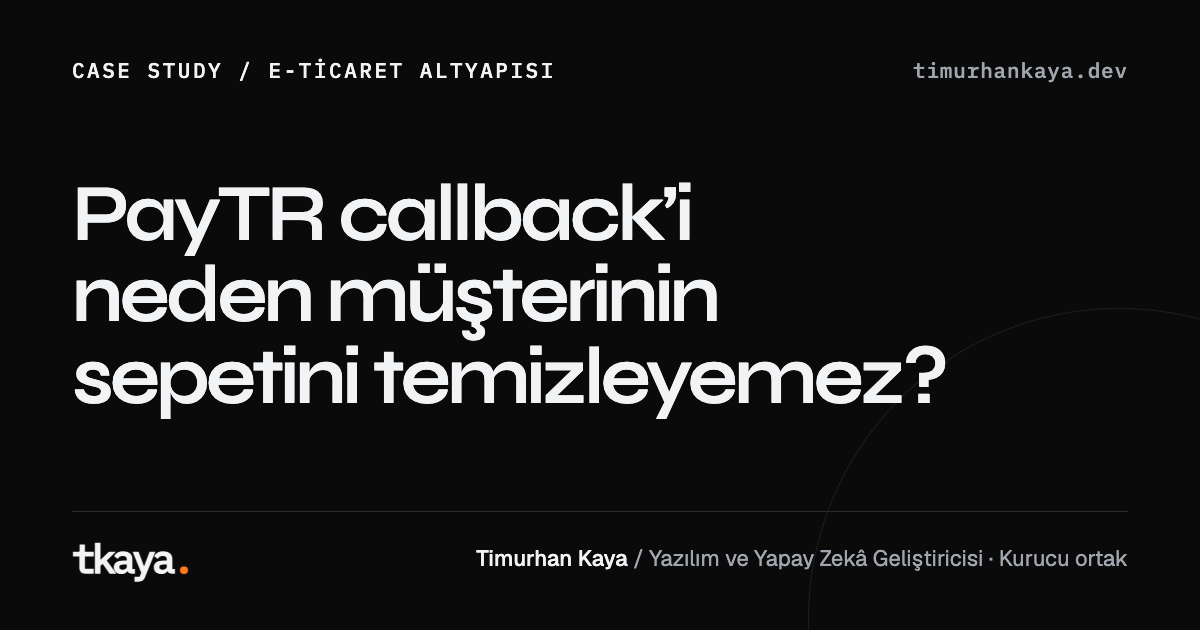 CASE STUDY / E-TİCARET ALTYAPISI
timurhankaya.dev
PayTR callback’i
neden müşterinin
sepetini temizleyemez?
tkaya.
Timurhan Kaya / Yazılım ve Yapay Zekâ Geliştiricisi · Kurucu ortak